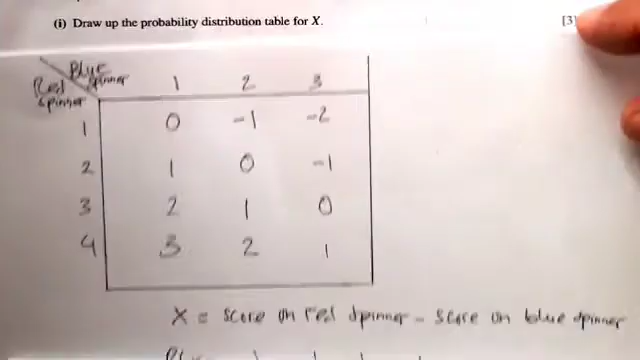 (i) Draw up the probability distribution table for X. [3]
Blue
Spinner
Red
Spinner
1 2 3
1 0 -1 -2
2 1 0 -1
3 2 1 0
4 3 2 1
X = score on red spinner - score on blue spinner